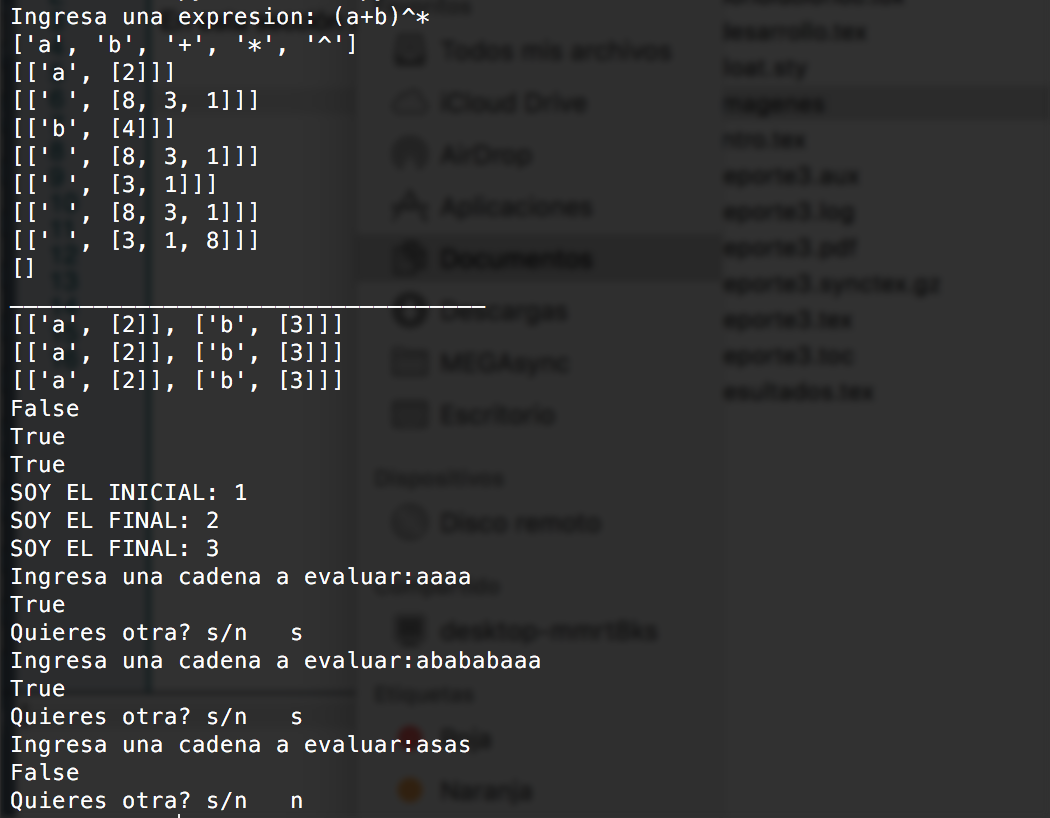 Ingresa una expresion: (a+b)^*
['a', 'b', '+', '*', '^']
[['a', [2]]]
[[' ', [8, 3, 1]]]
[['b', [4]]]
[[' ', [8, 3, 1]]]
[[' ', [3, 1]]]
[[' ', [8, 3, 1]]]
[[' ', [3, 1, 8]]]
[]
__________________________________
[['a', [2]], ['b', [3]]]
[['a', [2]], ['b', [3]]]
[['a', [2]], ['b', [3]]]
False
True
True
SOY EL INICIAL: 1
SOY EL FINAL: 2
SOY EL FINAL: 3
Ingresa una cadena a evaluar:aaaa
True
Quieres otra? s/n   s
Ingresa una cadena a evaluar:abababaaa
True
Quieres otra? s/n   s
Ingresa una cadena a evaluar:asas
False
Quieres otra? s/n   n
Todos mis archivos
iCloud Drive
AirDrop
Aplicaciones
Documentos
Descargas
MEGAsync
Escritorio
Dispositivos
Disco remoto
desktop-mmrt8ks
Etiquetas
Roja
Naranja
esarrollo.tex
loat.sty
magenes
ntro.tex
eporte3.aux
eporte3.log
eporte3.pdf
eporte3.synctex.gz
eporte3.tex
eporte3.toc
esultados.tex